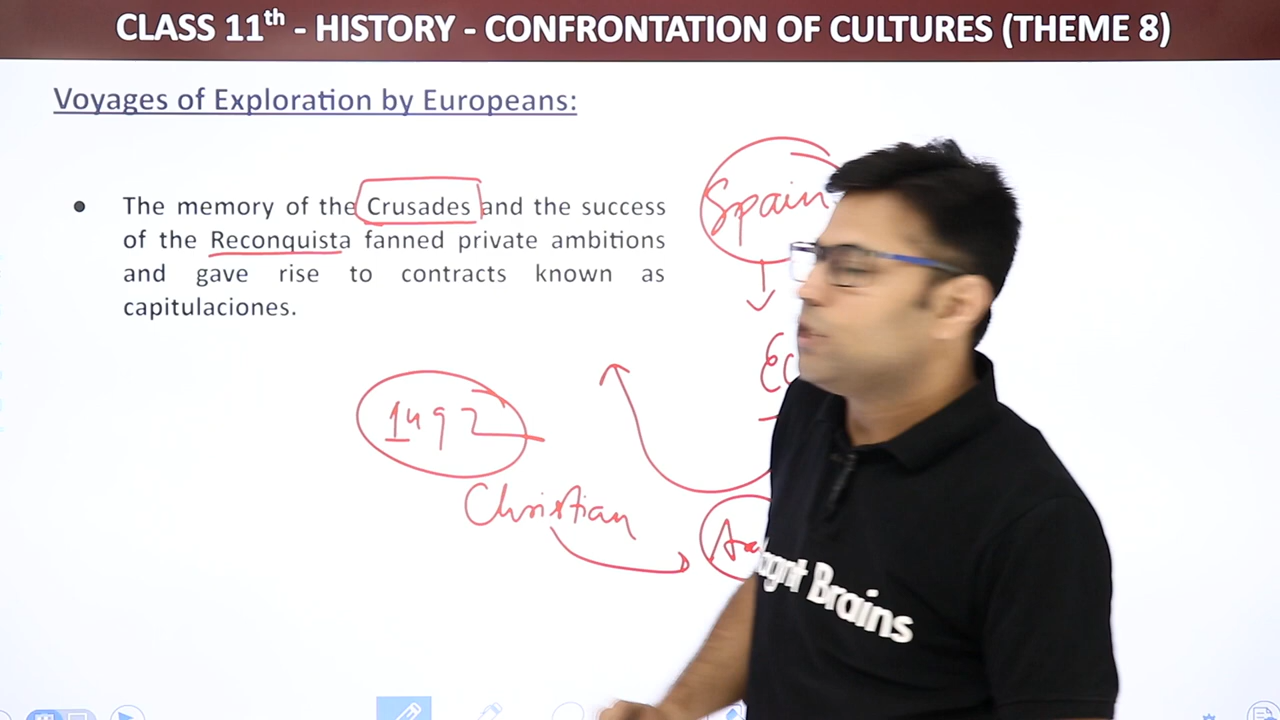 CLASS 11th - HISTORY - CONFRONTATION OF CULTURES (THEME 8)
Voyages of Exploration by Europeans:
• The memory of the Crusades and the success
of the Reconquista fanned private ambitions
and gave rise to contracts known as
capitulaciones.
Spain
1492
Christian
Brains